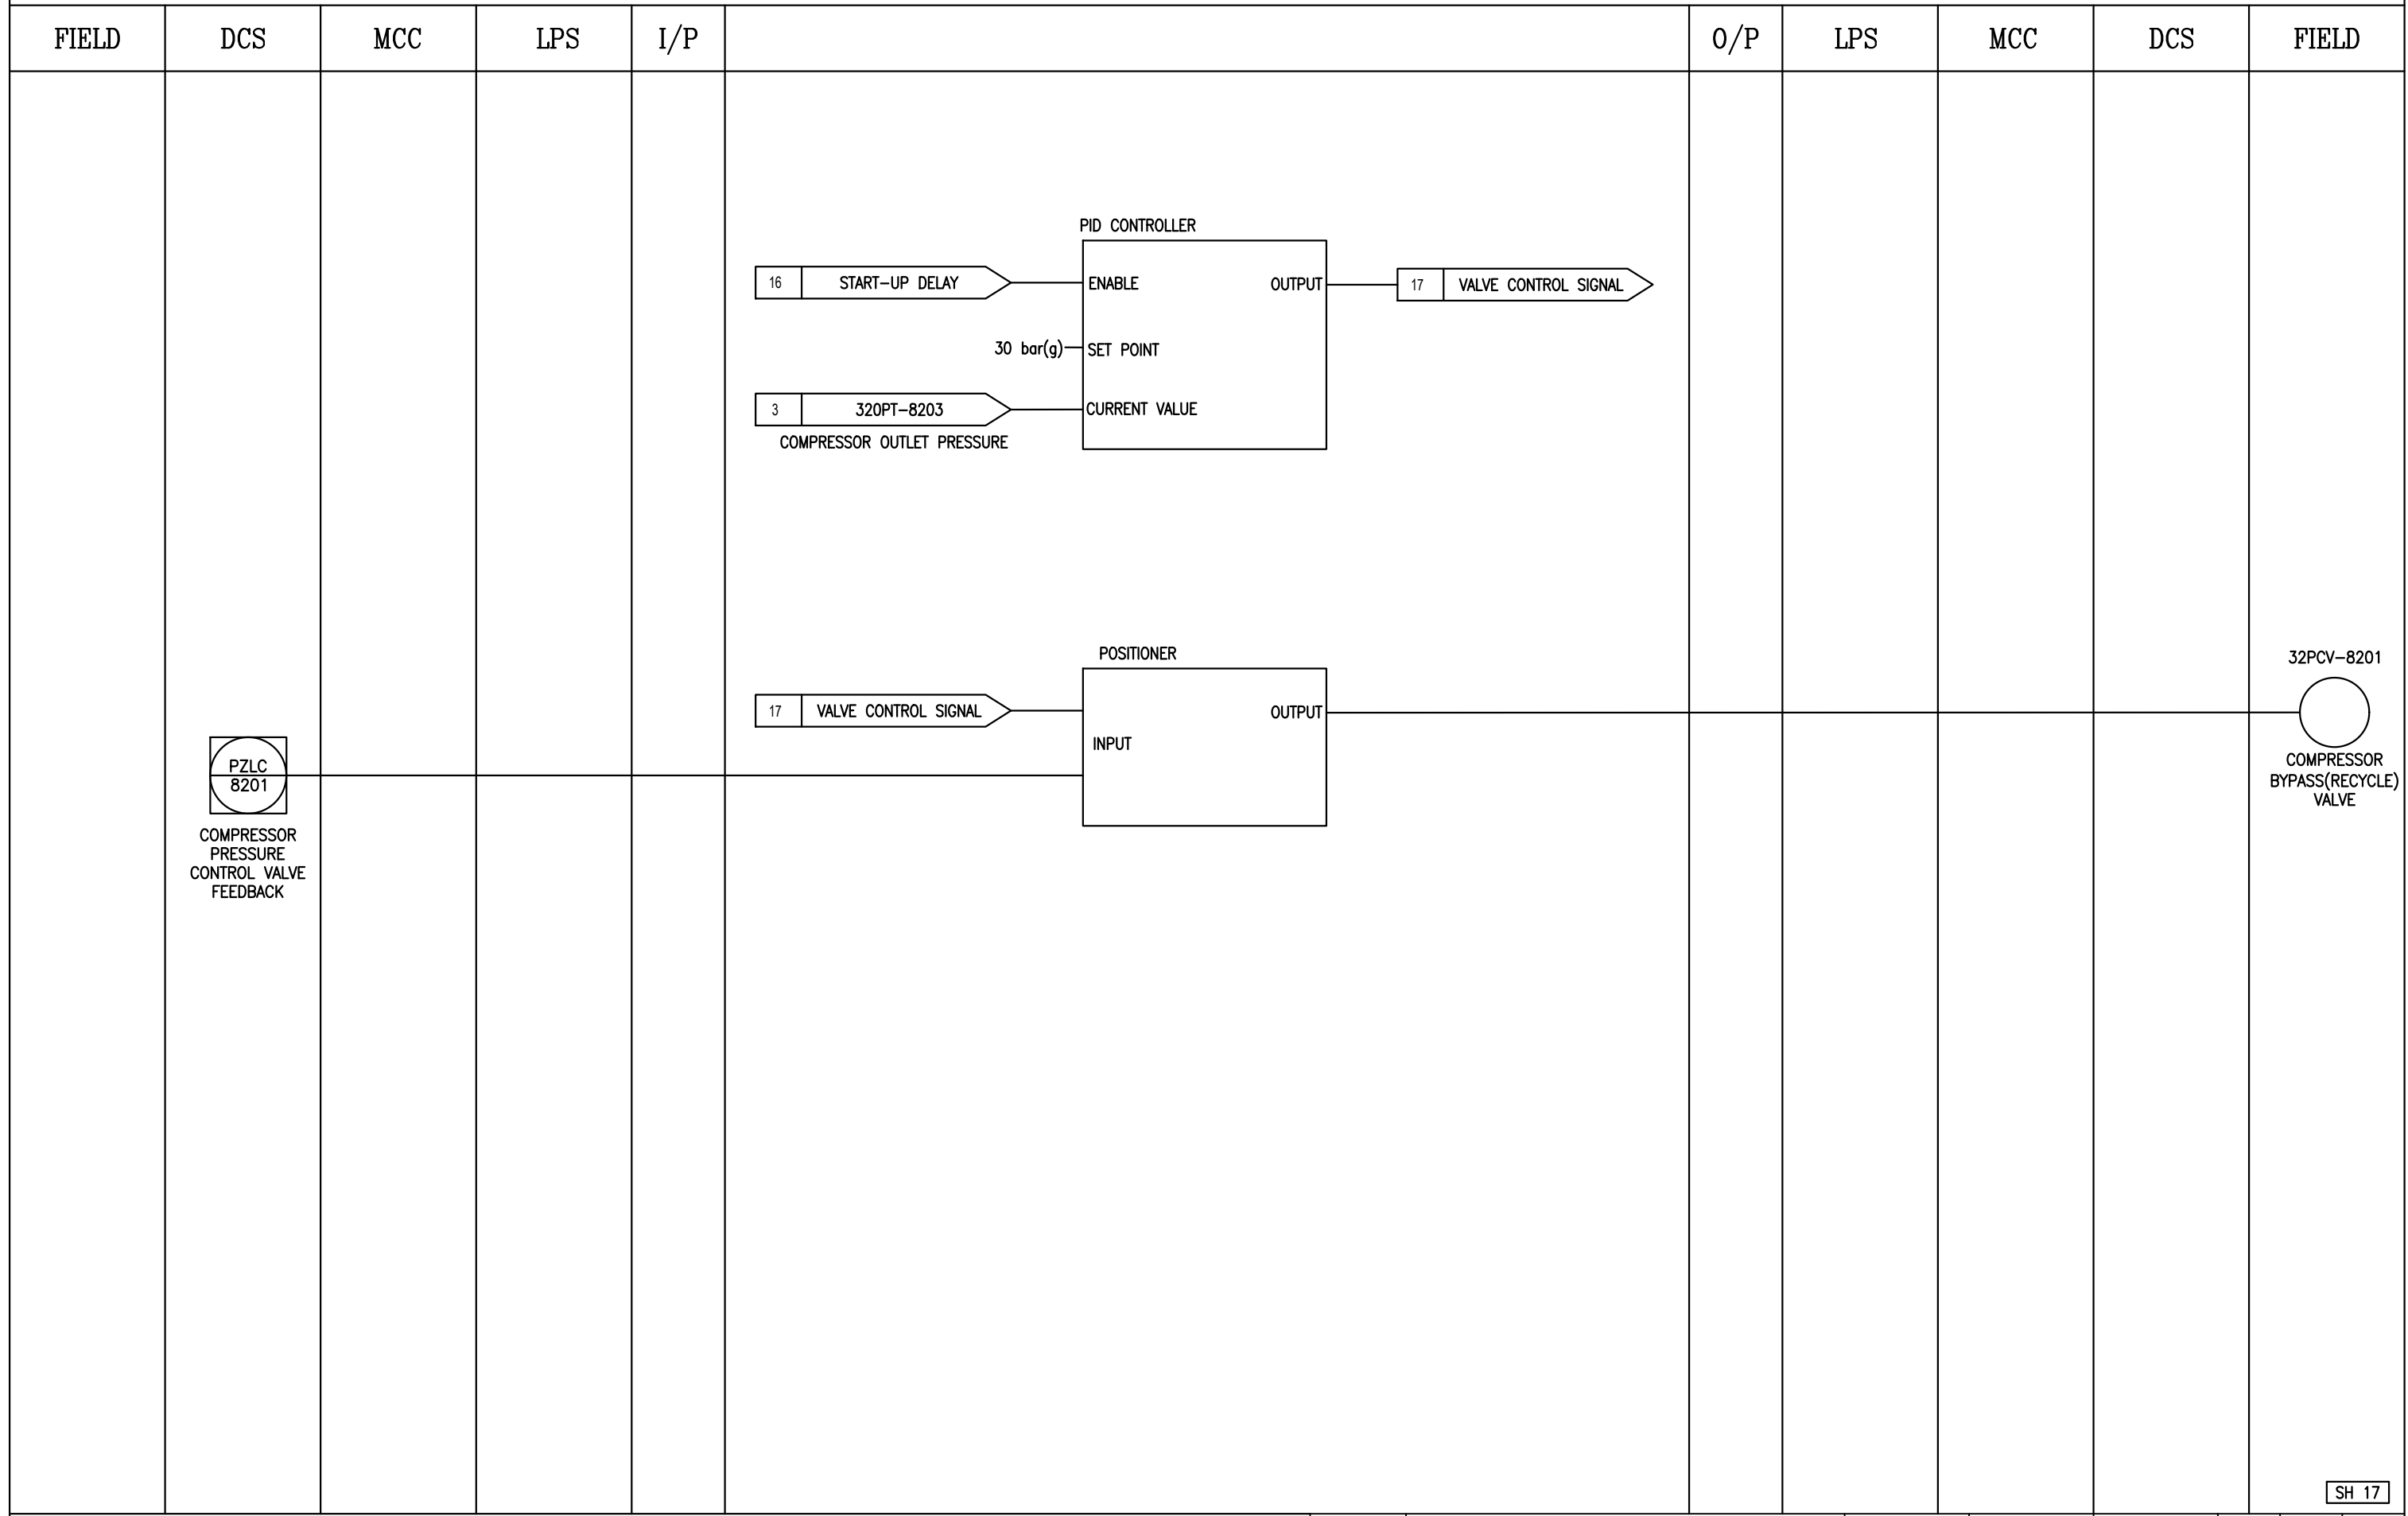 FIELD DCS MCC LPS I/P O/P LPS MCC DCS FIELD
PID CONTROLLER
16 START-UP DELAY ENABLE OUTPUT 17 VALVE CONTROL SIGNAL
30 bar(g) SET POINT
3 320PT-8203 CURRENT VALUE
COMPRESSOR OUTLET PRESSURE
POSITIONER
32PCV-8201
17 VALVE CONTROL SIGNAL OUTPUT
INPUT
COMPRESSOR
BYPASS(RECYCLE)
VALVE
PZLC
8201
COMPRESSOR
PRESSURE
CONTROL VALVE
FEEDBACK
SH 17